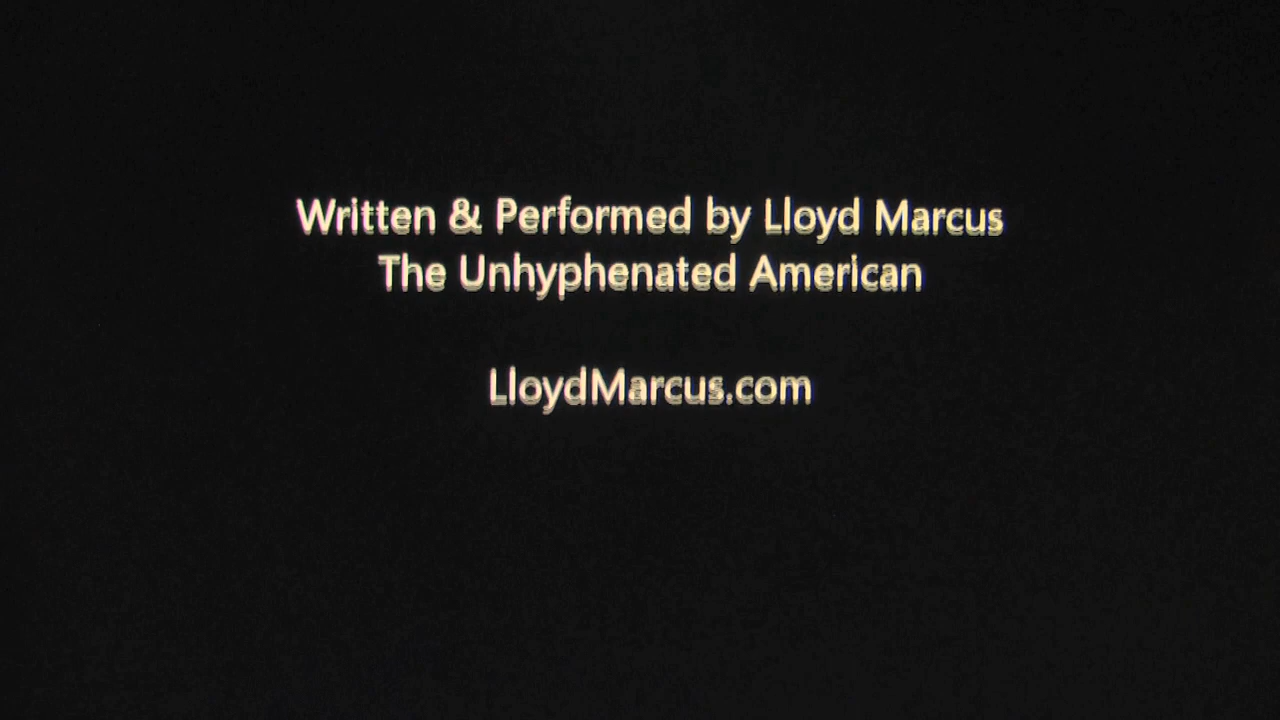 Written & Performed by Lloyd Marcus
The Unhyphenated American
LloydMarcus.com